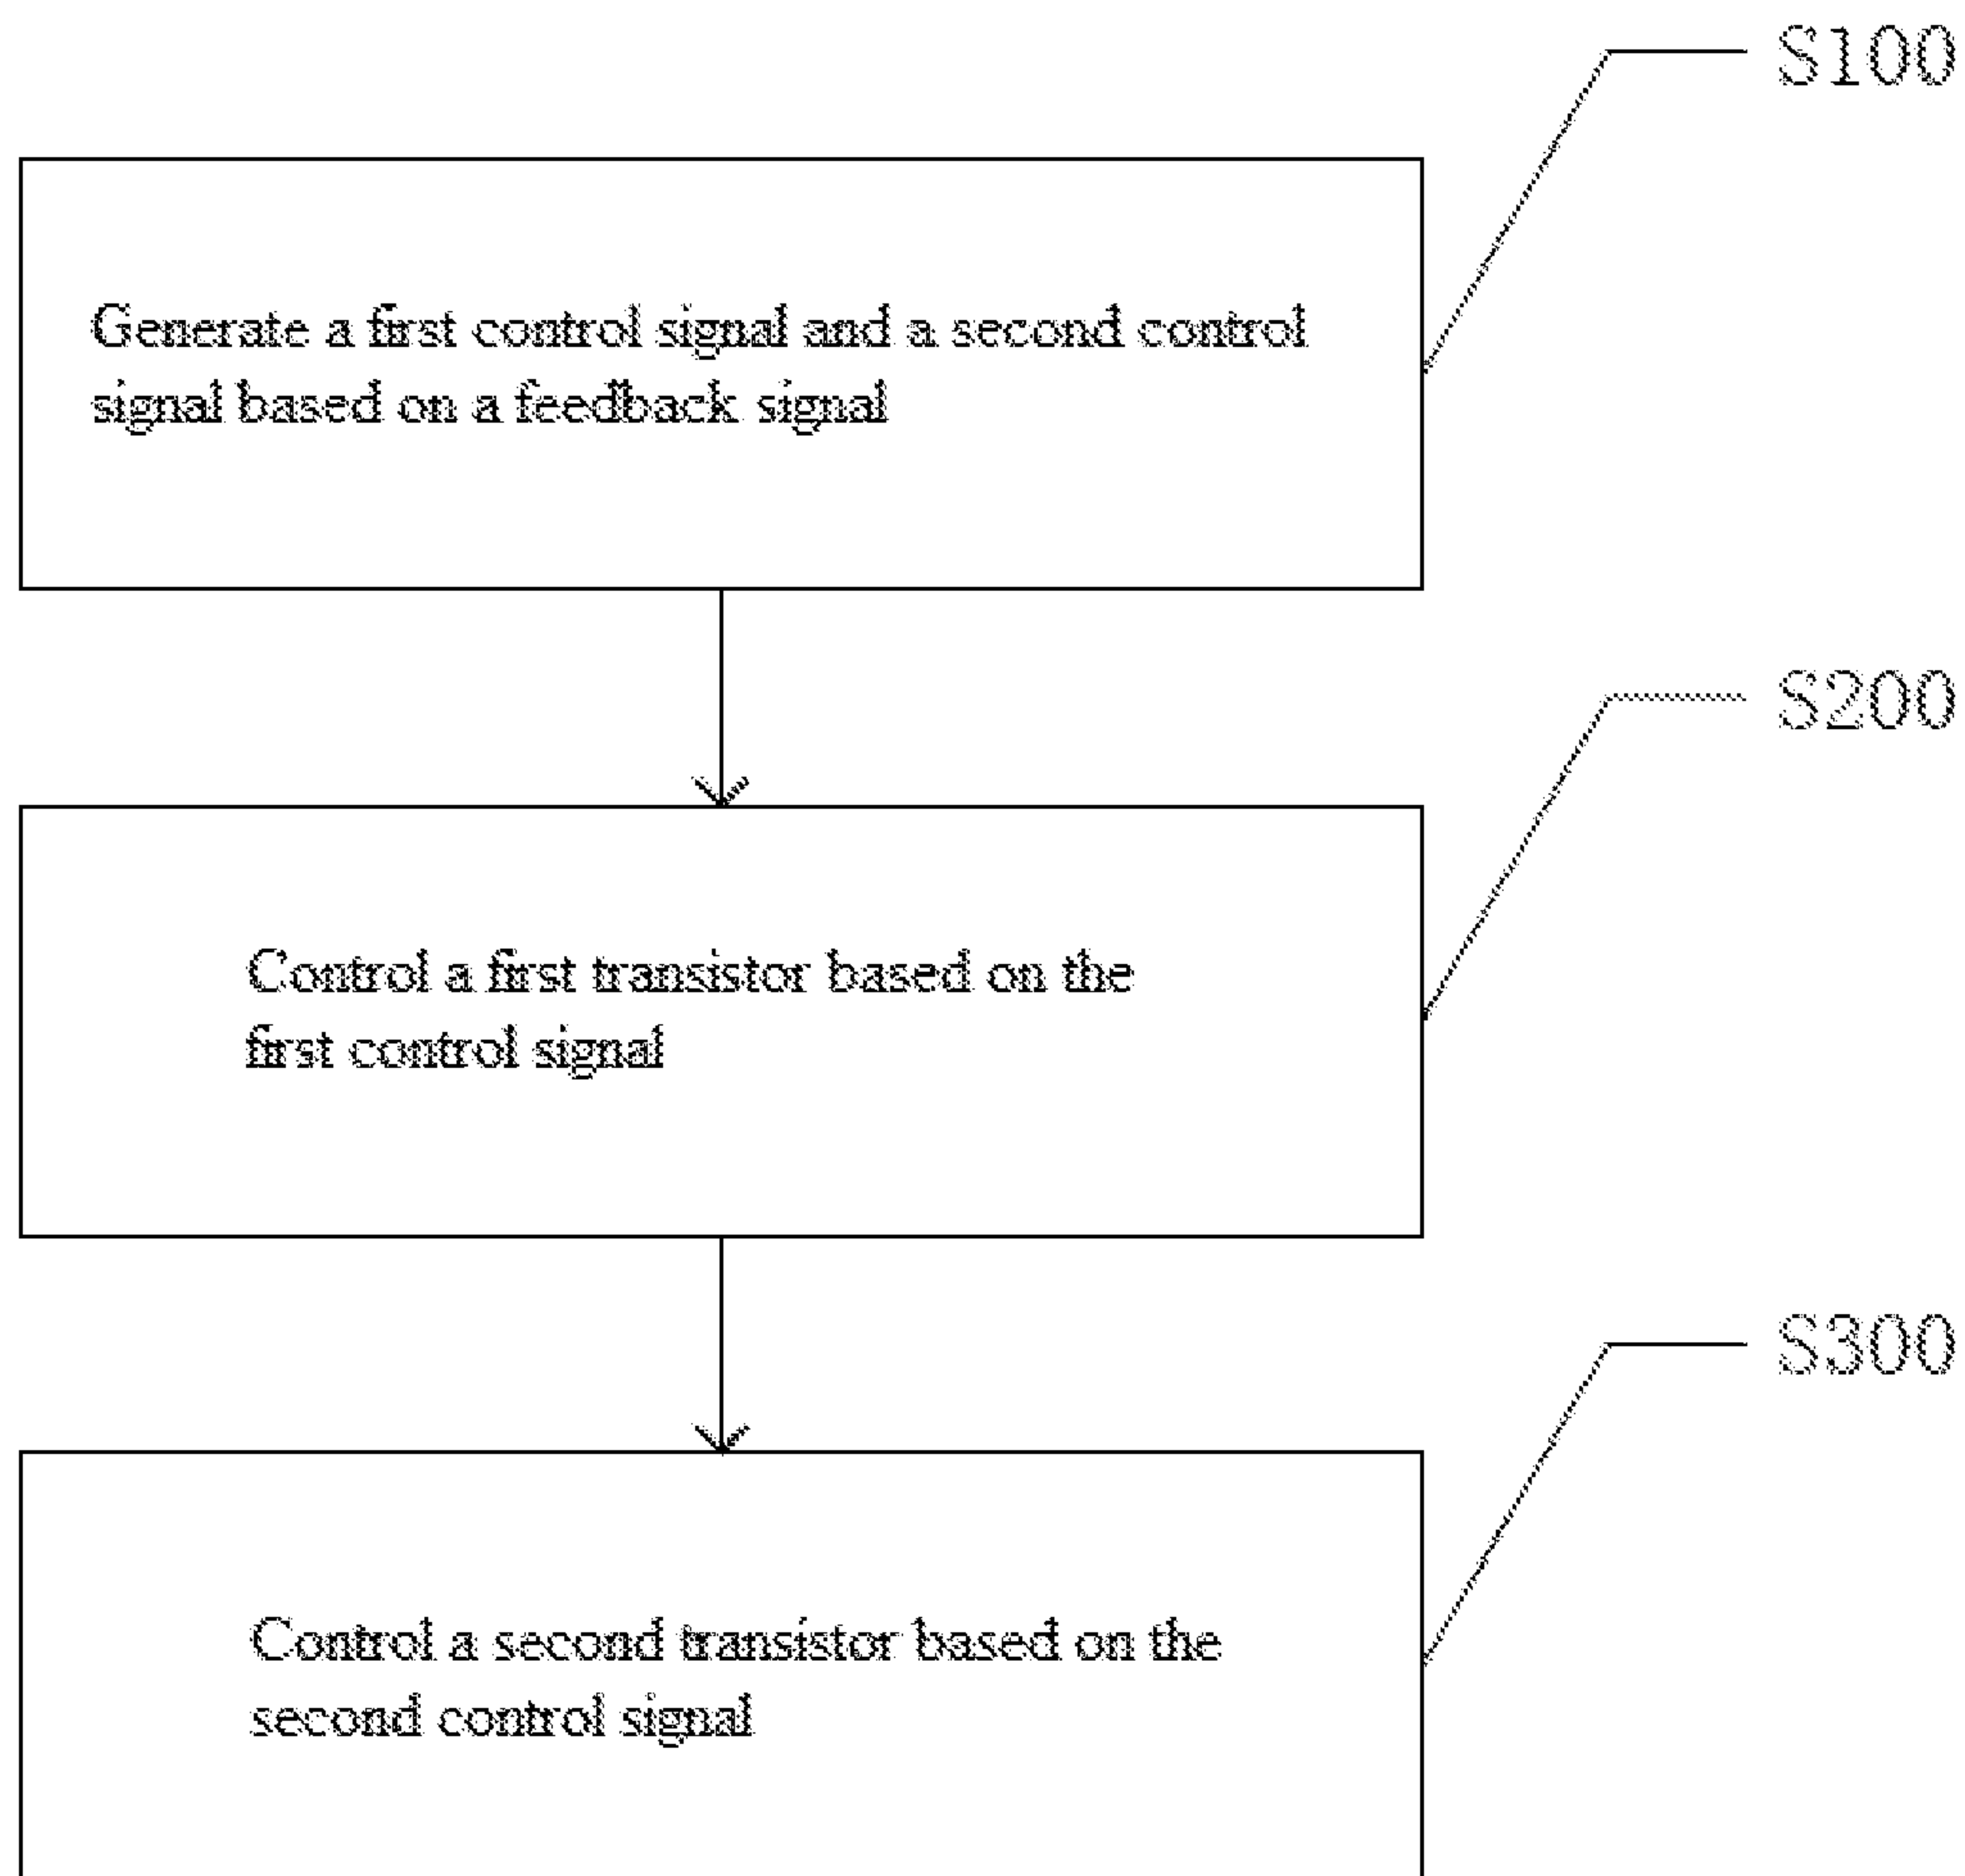 S100
Generate a first control signal and a second control
signal based on a feedback signal
S200
Control a first transistor based on the
first control signal
S300
Control a second transistor based on the
second control signal